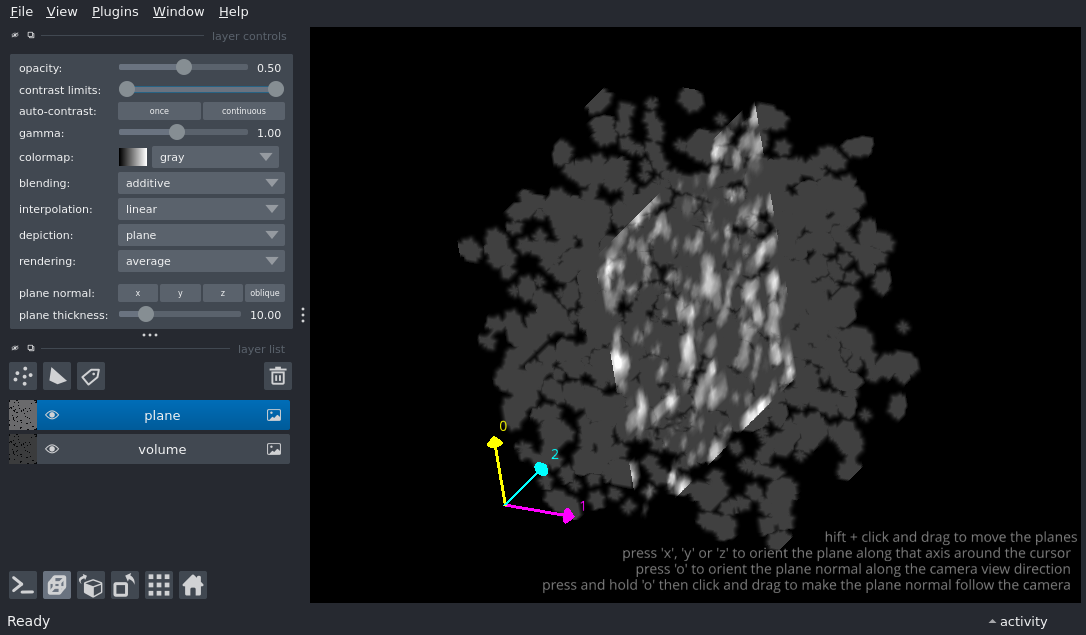 File View Plugins Window Help
layer controls
opacity: 0.50
contrast limits:
auto-contrast: once continuous
gamma: 1.00
colormap: gray
blending: additive
interpolation: linear
depiction: plane
rendering: average
plane normal: x y z oblique
plane thickness: 10.00
layer list
plane
volume
0
2
1
hift + click and drag to move the planes
press 'x', 'y' or 'z' to orient the plane along that axis around the cursor
press 'o' to orient the plane normal along the camera view direction
press and hold 'o' then click and drag to make the plane normal follow the camera
Ready
activity